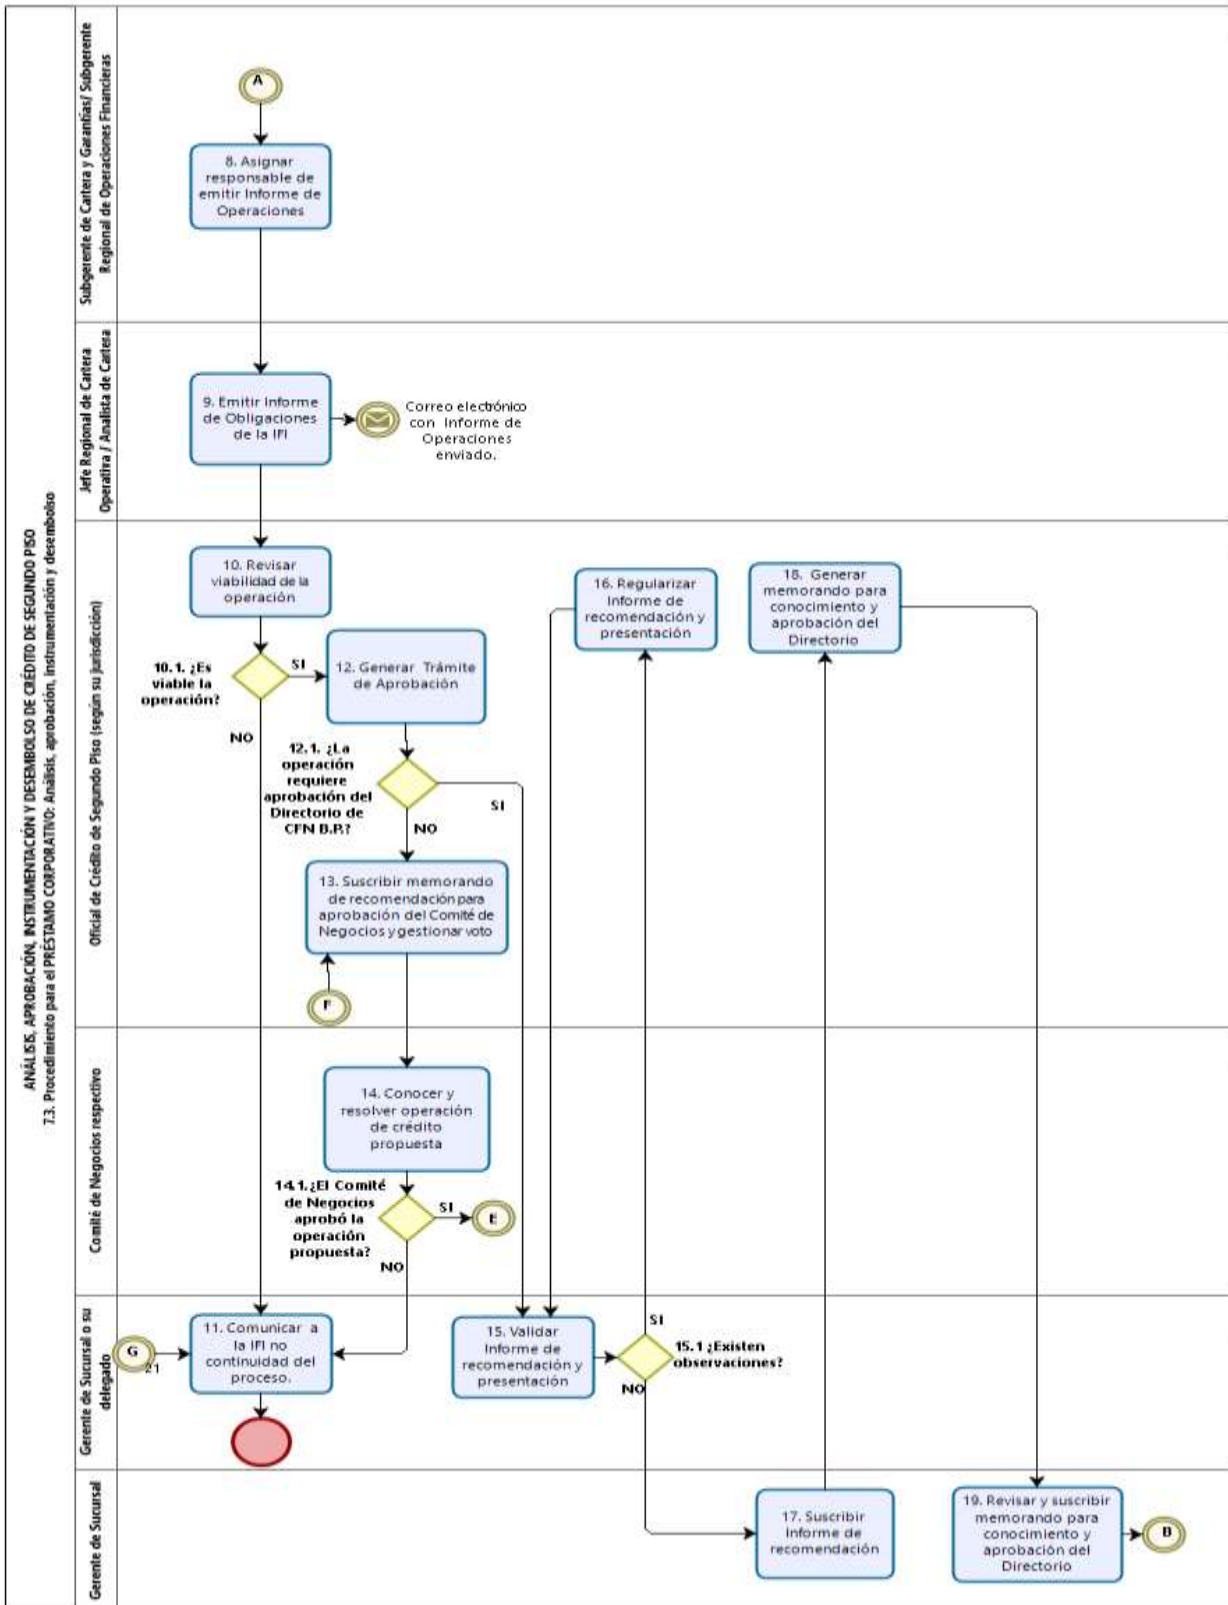 ANÁLISIS, APROBACIÓN, INSTRUMENTACIÓN Y DESEMBOLSO DE CRÉDITO DE SEGUNDO PISO
7.3. Procedimiento para el PRÉSTAMO CORPORATIVO: Análisis, aprobación, instrumentación y desembolso
Subgerente de Cartera y Garantías/ Subgerente
Regional de Operaciones Financieras
A
8. Asignar
responsable de
emitir Informe de
Operaciones
Jefe Regional de Cartera
Operativa / Analista de Cartera
9. Emitir Informe
de Obligaciones
de la IFI
Correo electrónico
con Informe de
Operaciones
enviado.
Oficial de Crédito de Segundo Piso (según su jurisdicción)
10. Revisar
viabilidad de la
operación
10.1. ¿Es
viable la
operación?
SI
NO
12. Generar Trámite
de Aprobación
12.1. ¿La
operación
requiere
aprobación del
Directorio de
CFN B.P.?
SI
NO
13. Suscribir memorando
de recomendación para
aprobación del Comité de
Negocios y gestionar voto
F
16. Regularizar
Informe de
recomendación y
presentación
18. Generar
memorando para
conocimiento y
aprobación del
Directorio
Comité de Negocios respectivo
14. Conocer y
resolver operación
de crédito
propuesta
14.1.¿El Comité
de Negocios
aprobó la
operación
propuesta?
SI
E
NO
Gerente de Sucursal o su
delegado
G
21
11. Comunicar a
la IFI no
continuidad del
proceso.
15. Validar
Informe de
recomendación y
presentación
SI
15.1 ¿Existen
observaciones?
NO
Gerente de Sucursal
17. Suscribir
Informe de
recomendación
19. Revisar y suscribir
memorando para
conocimiento y
aprobación del
Directorio
B